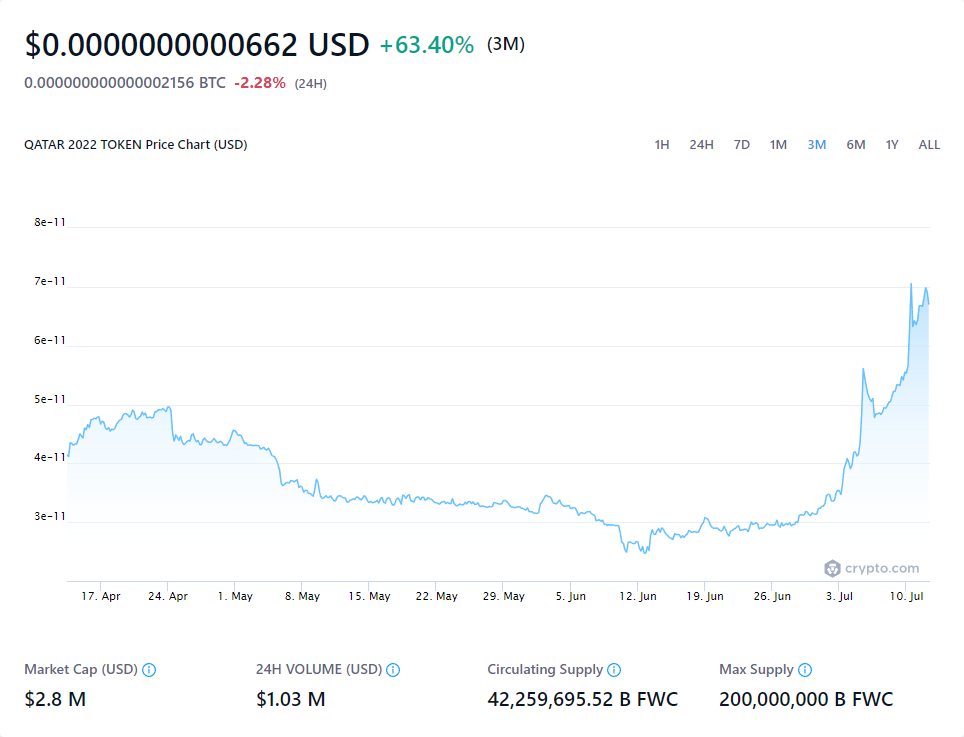 $0.0000000000662 USD +63.40% (3M)
0.000000000000002156 BTC -2.28% (24H)
QATAR 2022 TOKEN Price Chart (USD) 1H 24H 7D 1M 3M 6M 1Y ALL
8e-11
7e-11
6e-11
5e-11
4e-11
3e-11
crypto.com
17. Apr 24. Apr 1. May 8. May 15. May 22. May 29. May 5. Jun 12. Jun 19. Jun 26. Jun 3. Jul 10. Jul
Market Cap (USD) 24H VOLUME (USD) Circulating Supply Max Supply
$2.8 M $1.03 M 42,259,695.52 B FWC 200,000,000 B FWC